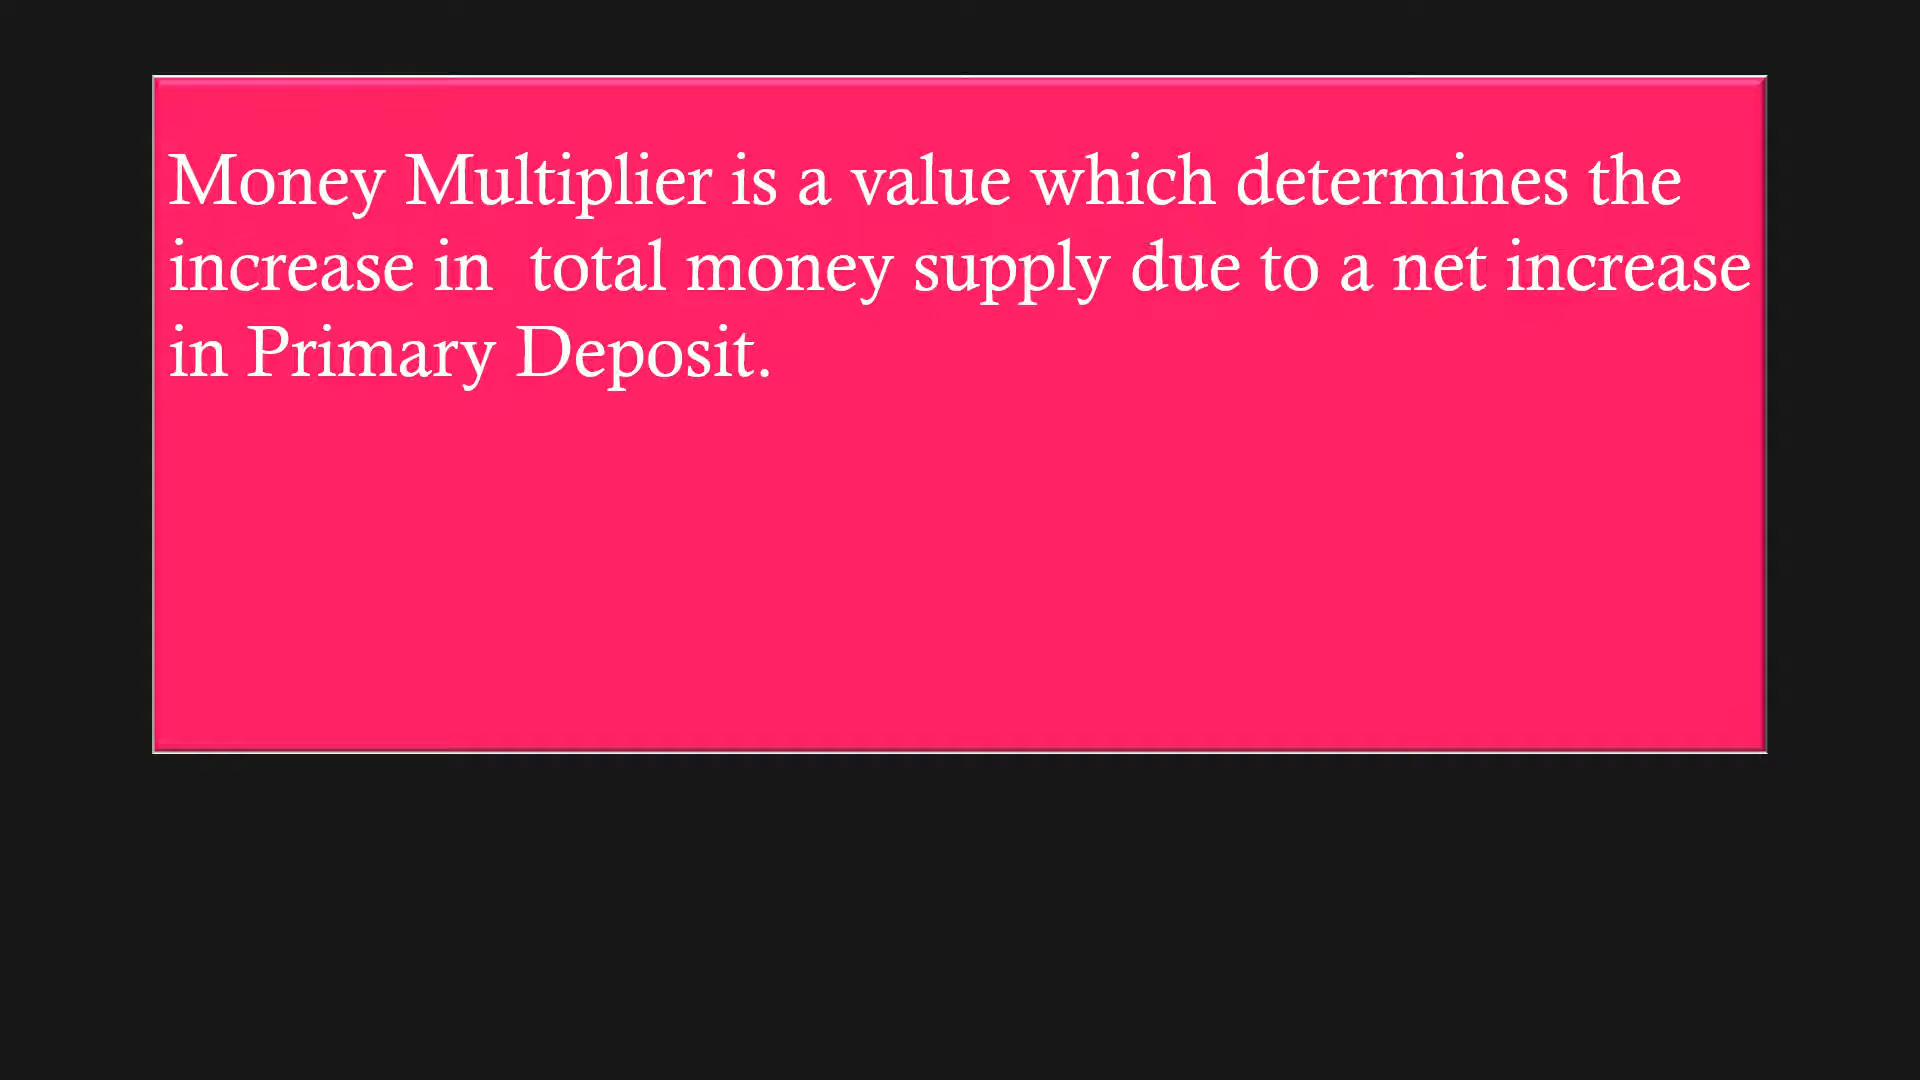 Money Multiplier is a value which determines the
increase in  total money supply due to a net increase
in Primary Deposit.